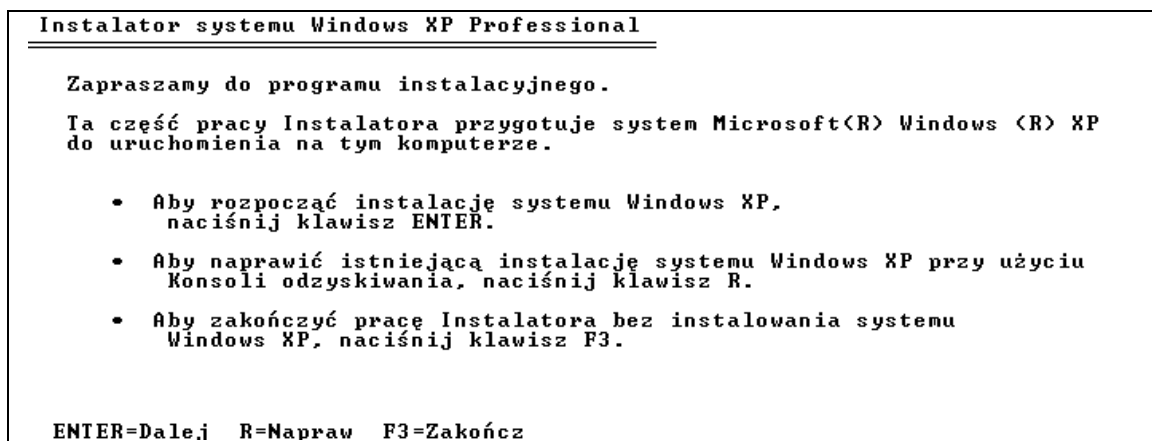 Instalator systemu Windows XP Professional
Zapraszamy do programu instalacyjnego.
Ta część pracy Instalatora przygotuje system Microsoft(R) Windows (R) XP
do uruchomienia na tym komputerze.
• Aby rozpocząć instalację systemu Windows XP,
naciśnij klawisz ENTER.
• Aby naprawić istniejącą instalację systemu Windows XP przy użyciu
Konsoli odzyskiwania, naciśnij klawisz R.
• Aby zakończyć pracę Instalatora bez instalowania systemu
Windows XP, naciśnij klawisz F3.
ENTER=Dalej R=Napraw F3=Zakończ